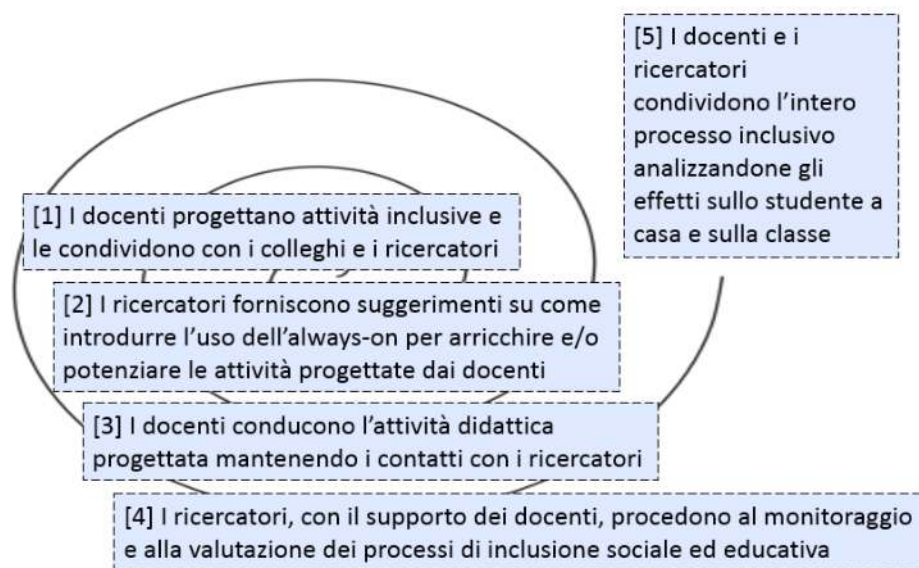 [1] I docenti progettano attività inclusive e
le condividono con i colleghi e i ricercatori
[2] I ricercatori forniscono suggerimenti su come
introdurre l’uso dell’always-on per arricchire e/o
potenziare le attività progettate dai docenti
[3] I docenti conducono l’attività didattica
progettata mantenendo i contatti con i ricercatori
[4] I ricercatori, con il supporto dei docenti, procedono al monitoraggio
e alla valutazione dei processi di inclusione sociale ed educativa
[5] I docenti e i
ricercatori
condividono l’intero
processo inclusivo
analizzandone gli
effetti sullo studente a
casa e sulla classe